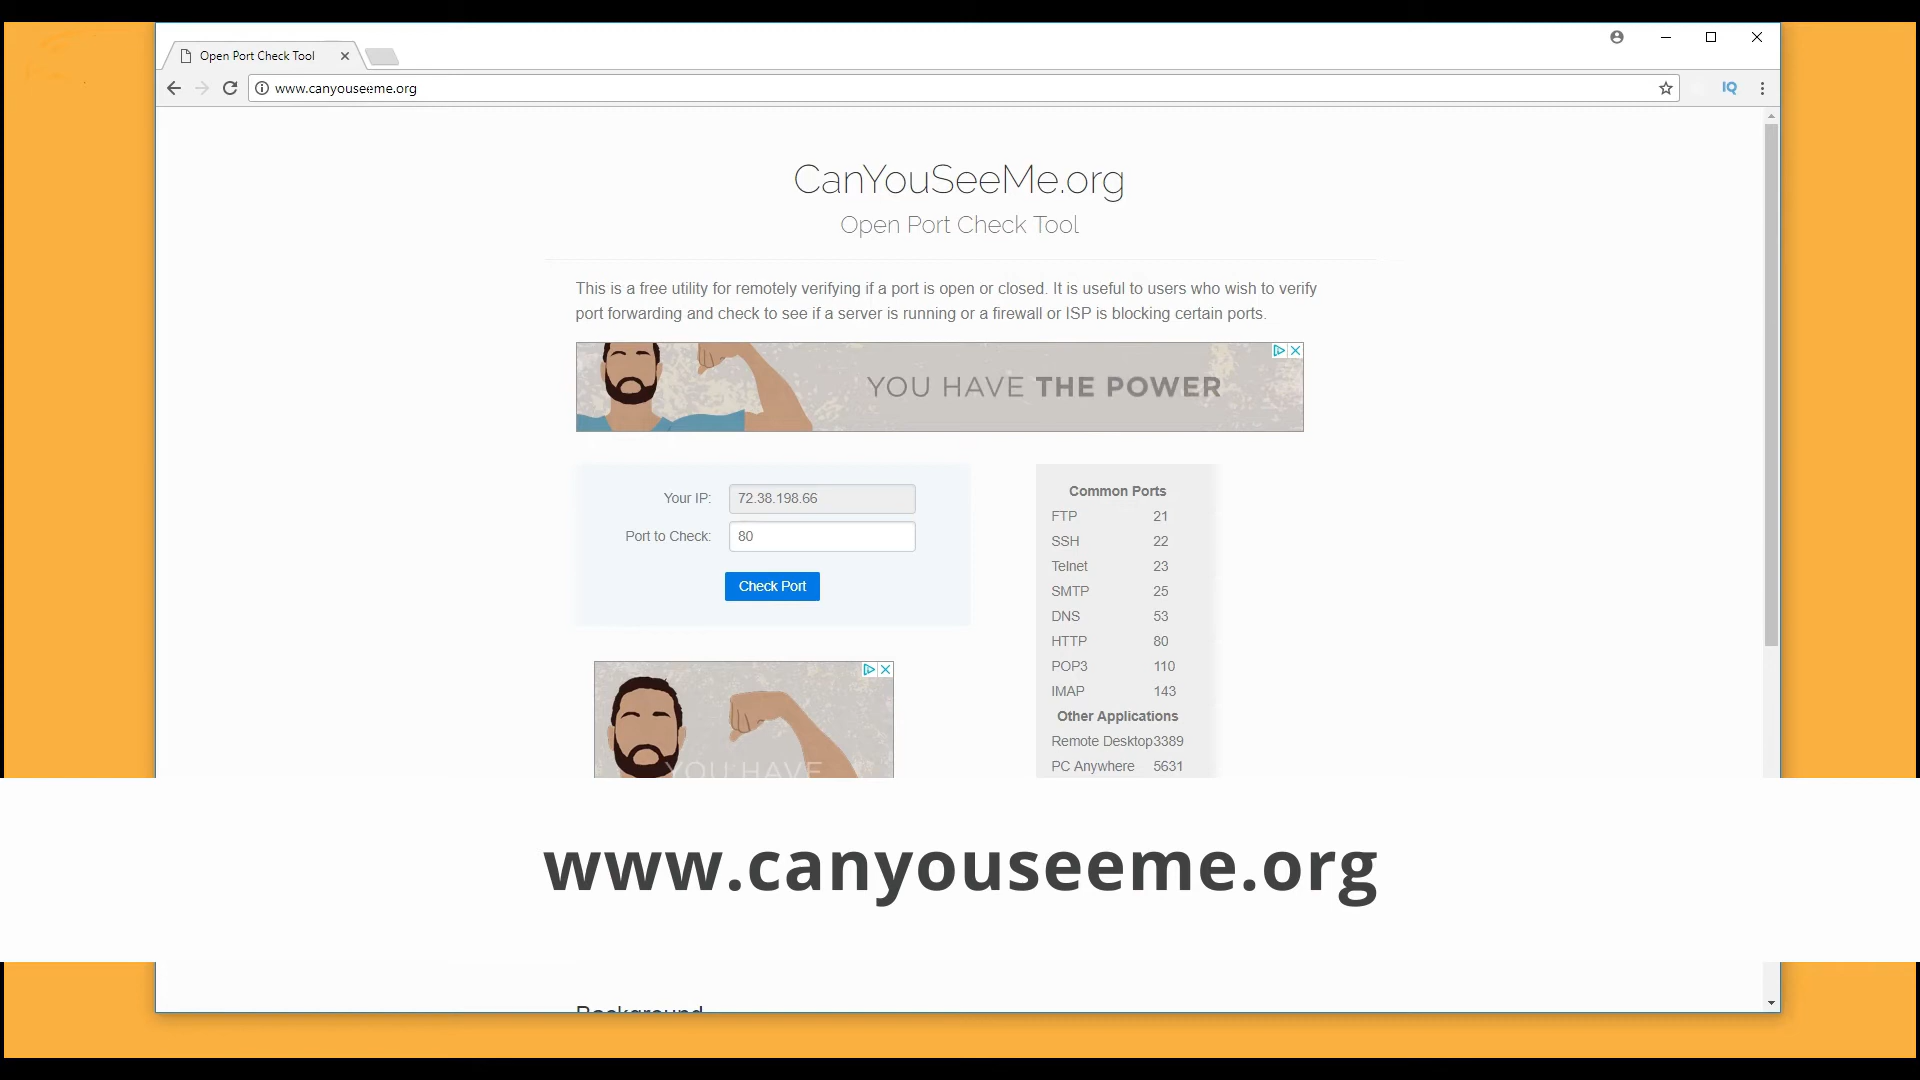 Open Port Check Tool
www.canyouseeme.org
IQ
CanYouSeeMe.org
Open Port Check Tool
This is a free utility for remotely verifying if a port is open or closed. It is useful to users who wish to verify
port forwarding and check to see if a server is running or a firewall or ISP is blocking certain ports.
YOU HAVE THE POWER
Your IP: 72.38.198.66
Port to Check: 80
Check Port
Common Ports
FTP 21
SSH 22
Telnet 23
SMTP 25
DNS 53
HTTP 80
POP3 110
IMAP 143
Other Applications
Remote Desktop 3389
PC Anywhere 5631
YOU HAVE
www.canyouseeme.org
Background